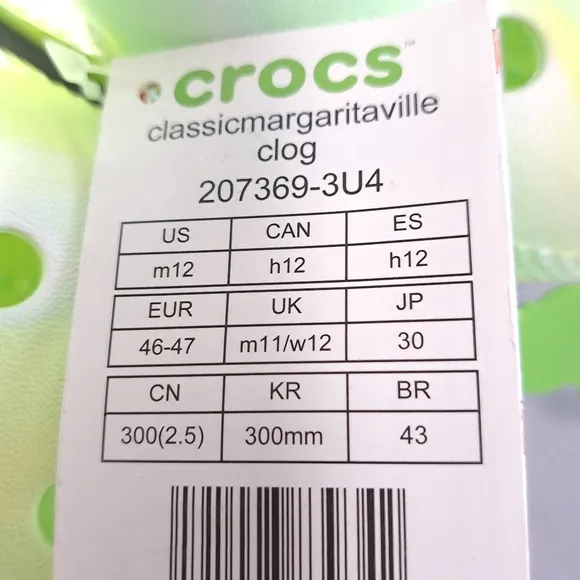 crocs™
classicmargaritaville
clog
207369-3U4
US CAN ES
m12 h12 h12
EUR UK JP
46-47 m11/w12 30
CN KR BR
300(2.5) 300mm 43